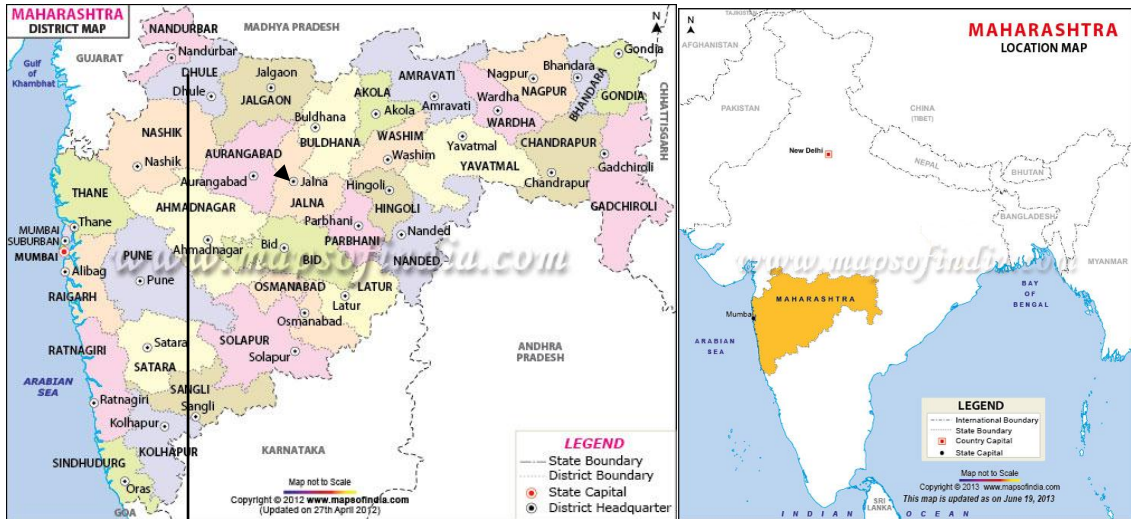 MAHARASHTRA
DISTRICT MAP
MADHYA PRADESH
N
NANDURBAR
Nandurbar
GUJARAT
Gulf
of
Khambhat
DHULE
Dhule
Jalgaon
JALGAON
Buldhana
BULDHANA
AKOLA
Akola
AMRAVATI
Amravati
Nagpur
NAGPUR
Wardha
WARDHA
Bhandara
BHANDARA
Gondia
GONDIA
CHHATTISGARH
NASHIK
Nashik
AURANGABAD
Aurangabad
Jalna
JALNA
WASHIM
Washim
Yavatmal
YAVATMAL
CHANDRAPUR
Chandrapur
Gadchiroli
GADCHIROLI
THANE
Thane
AHMADNAGAR
Ahmadnagar
Hingoli
HINGOLI
Parbhani
PARBHANI
Nanded
NANDED
MUMBAI
SUBURBAN
MUMBAI
Alibag
RAIGARH
PUNE
Pune
Bid
BID
www.mapsofindia.com
OSMANABAD
Osmanabad
LATUR
Latur
RATNAGIRI
Ratnagiri
Satara
SATARA
SOLAPUR
Solapur
ANDHRA
PRADESH
ARABIAN
SEA
SANGLI
Sangli
Kolhapur
KOLHAPUR
SINDHUDURG
Oras
GOA
KARNATAKA
Map not to Scale
Copyright © 2012 www.mapsofindia.com
(Updated on 27th April 2012)
LEGEND
State Boundary
District Boundary
State Capital
District Headquarter
TAJIKISTAN
N
MAHARASHTRA
LOCATION MAP
AFGHANISTAN
PAKISTAN
CHINA
(TIBET)
New Delhi
NEPAL
BHUTAN
BANGLADESH
MYANMAR
www.mapsofindia.com
MAHARASHTRA
Mumbai
ARABIAN
SEA
BAY
OF
BENGAL
LEGEND
International Boundary
State Boundary
Country Capital
State Capital
Map not to Scale
Copyright © 2013 www.mapsofindia.com
This map is updated as on June 19, 2013
SRI
LANKA
INDIAN OCEAN